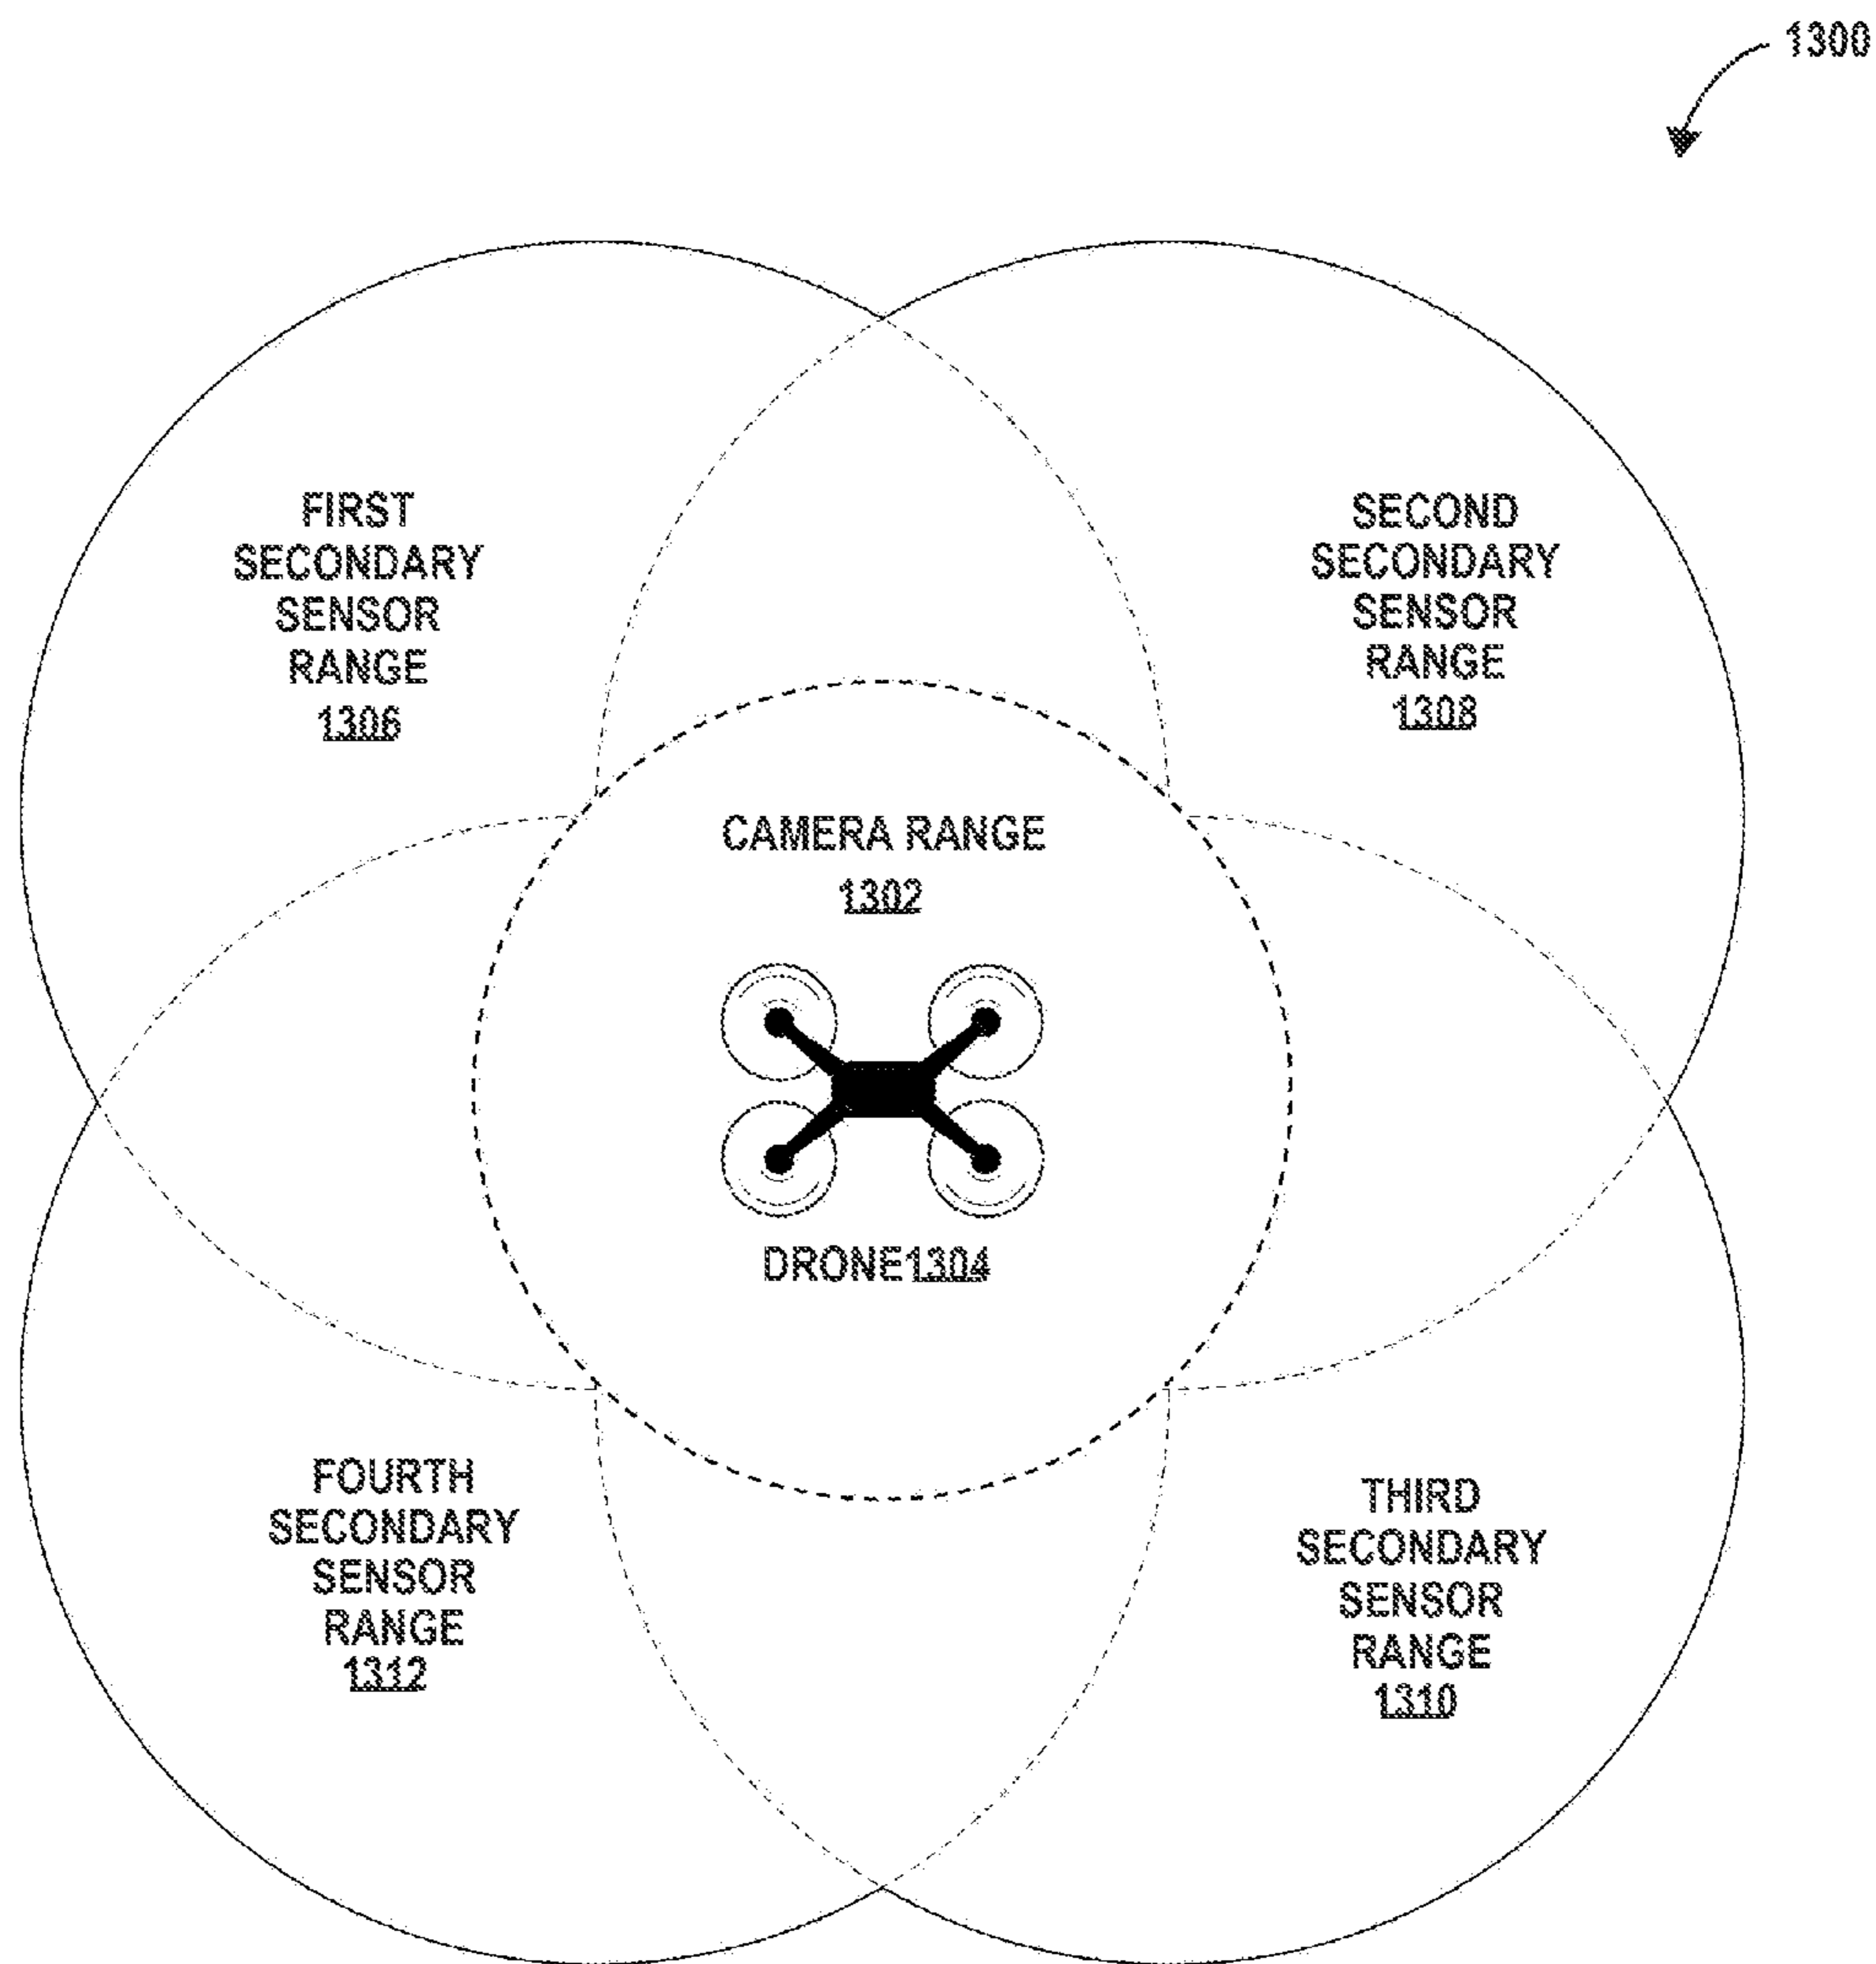 1300
FIRST
SECONDARY
SENSOR
RANGE
1306
SECOND
SECONDARY
SENSOR
RANGE
1308
CAMERA RANGE
1302
DRONE1304
FOURTH
SECONDARY
SENSOR
RANGE
1312
THIRD
SECONDARY
SENSOR
RANGE
1310